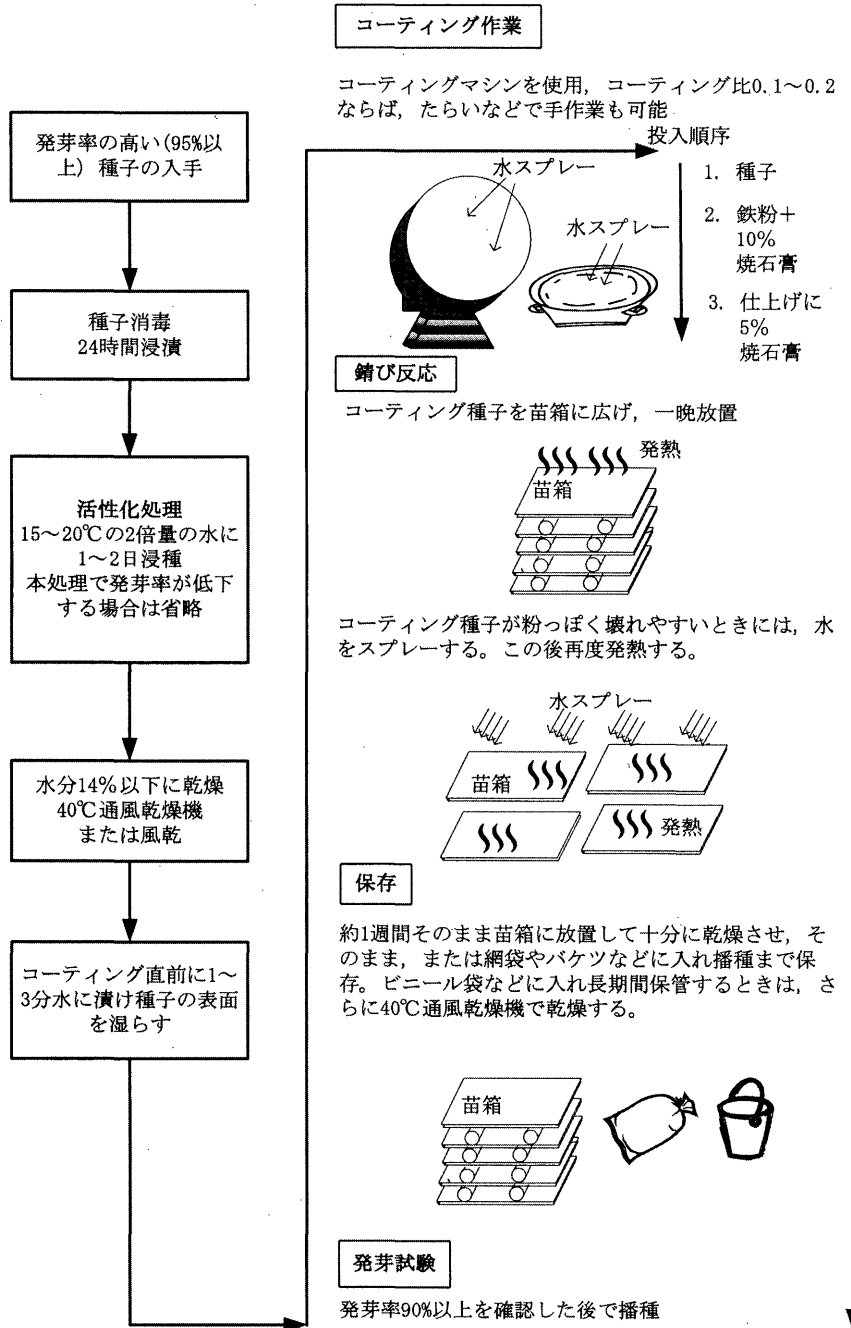 発芽率の高い(95%以
上) 種子の入手
種子消毒
24時間浸漬
活性化処理
15～20℃の2倍量の水に
1～2日浸種
本処理で発芽率が低下
する場合は省略
水分14%以下に乾燥
40℃通風乾燥機
または風乾
コーティング直前に1～
3分水に漬け種子の表面
を湿らす
コーティング作業
コーティングマシンを使用，コーティング比0.1～0.2
ならば，たらいなどで手作業も可能
投入順序
水スプレー
水スプレー
1. 種子
2. 鉄粉＋
10%
焼石膏
3. 仕上げに
5%
焼石膏
錆び反応
コーティング種子を苗箱に広げ，一晩放置
発熱
苗箱
コーティング種子が粉っぽく壊れやすいときには，水
をスプレーする。この後再度発熱する。
水スプレー
苗箱
発熱
保存
約1週間そのまま苗箱に放置して十分に乾燥させ，そ
のまま，または網袋やバケツなどに入れ播種まで保
存。ビニール袋などに入れ長期間保管するときは，さ
らに40℃通風乾燥機で乾燥する。
苗箱
発芽試験
発芽率90%以上を確認した後で播種